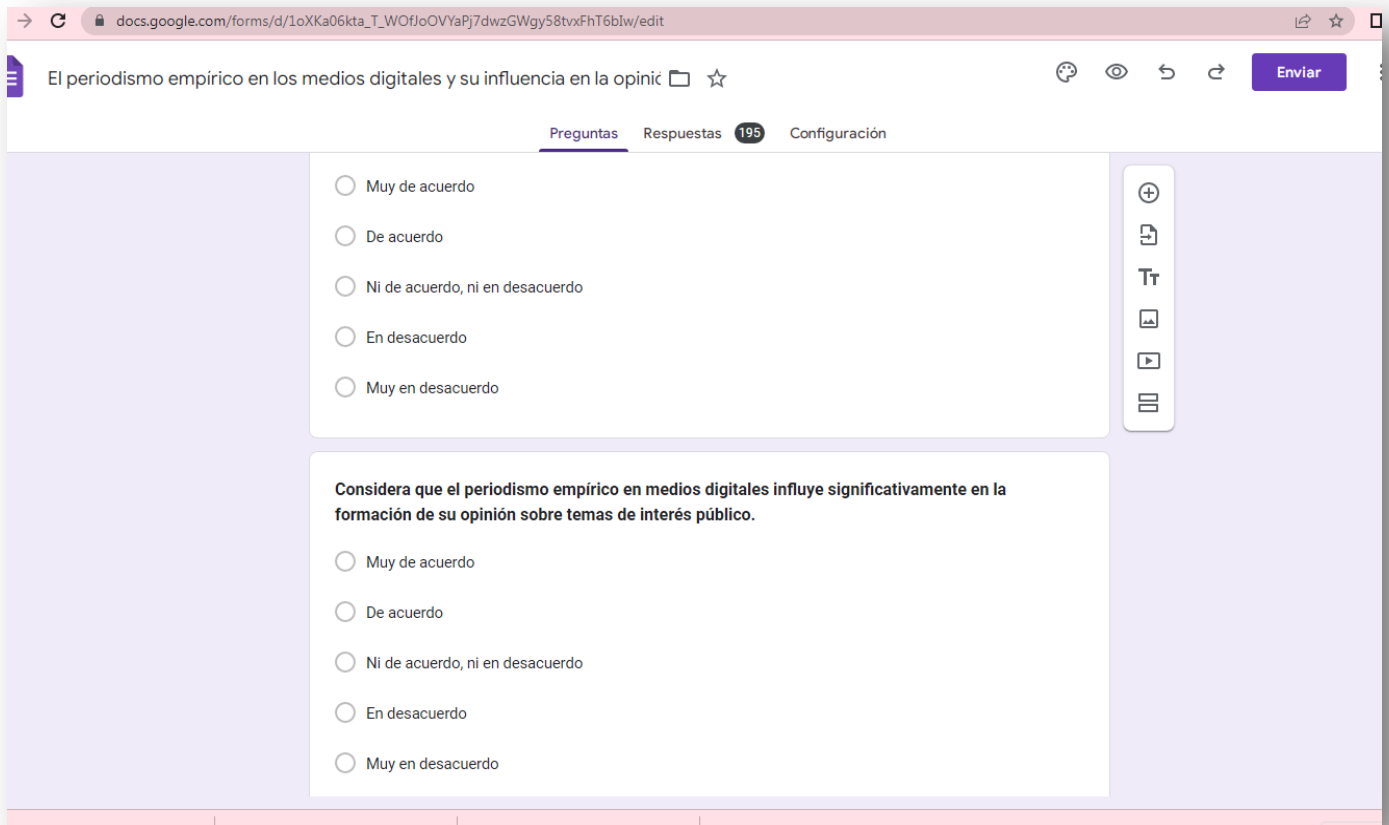 docs.google.com/forms/d/1oXKa06kta_T_WOfJoOVYaPj7dwzGWgy58tvxFhT6bIw/edit
El periodismo empírico en los medios digitales y su influencia en la opinió
Enviar
Preguntas Respuestas 195 Configuración
Muy de acuerdo
De acuerdo
Ni de acuerdo, ni en desacuerdo
En desacuerdo
Muy en desacuerdo
Considera que el periodismo empírico en medios digitales influye significativamente en la
formación de su opinión sobre temas de interés público.
Muy de acuerdo
De acuerdo
Ni de acuerdo, ni en desacuerdo
En desacuerdo
Muy en desacuerdo